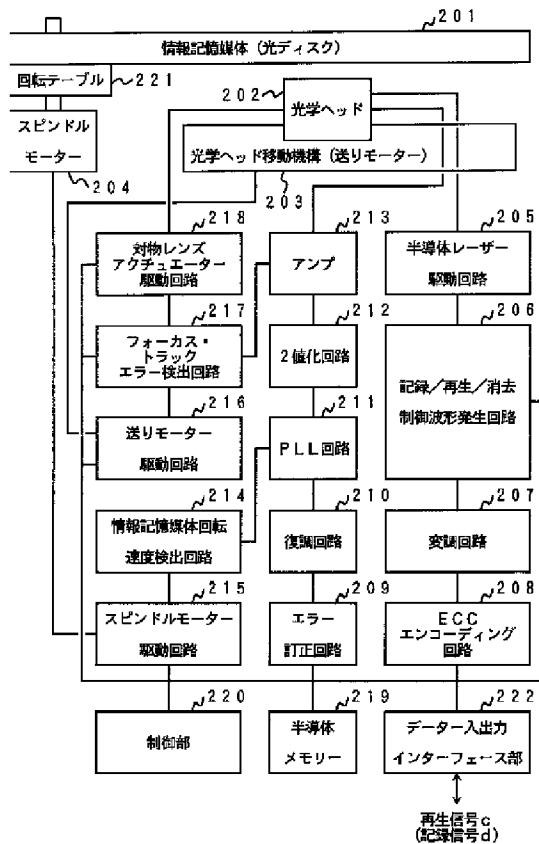 201
情報記憶媒体(光ディスク)
回転テーブル
221
202
光学ヘッド
スピンドル
モーター
光学ヘッド移動機構(送りモーター)
204
203
218
対物レンズ
アクチュエーター
駆動回路
213
アンプ
205
半導体レーザー
駆動回路
217
フォーカス・
トラック
エラー検出回路
212
2値化回路
206
記録/再生/消去
制御波形発生回路
216
送りモーター
駆動回路
211
PLL回路
214
情報記憶媒体回転
速度検出回路
210
復調回路
207
変調回路
215
スピンドルモーター
駆動回路
209
エラー
訂正回路
208
ECC
エンコーディング
回路
220
制御部
219
半導体
メモリー
222
データー入出力
インターフェース部
再生信号c
(記録信号d)